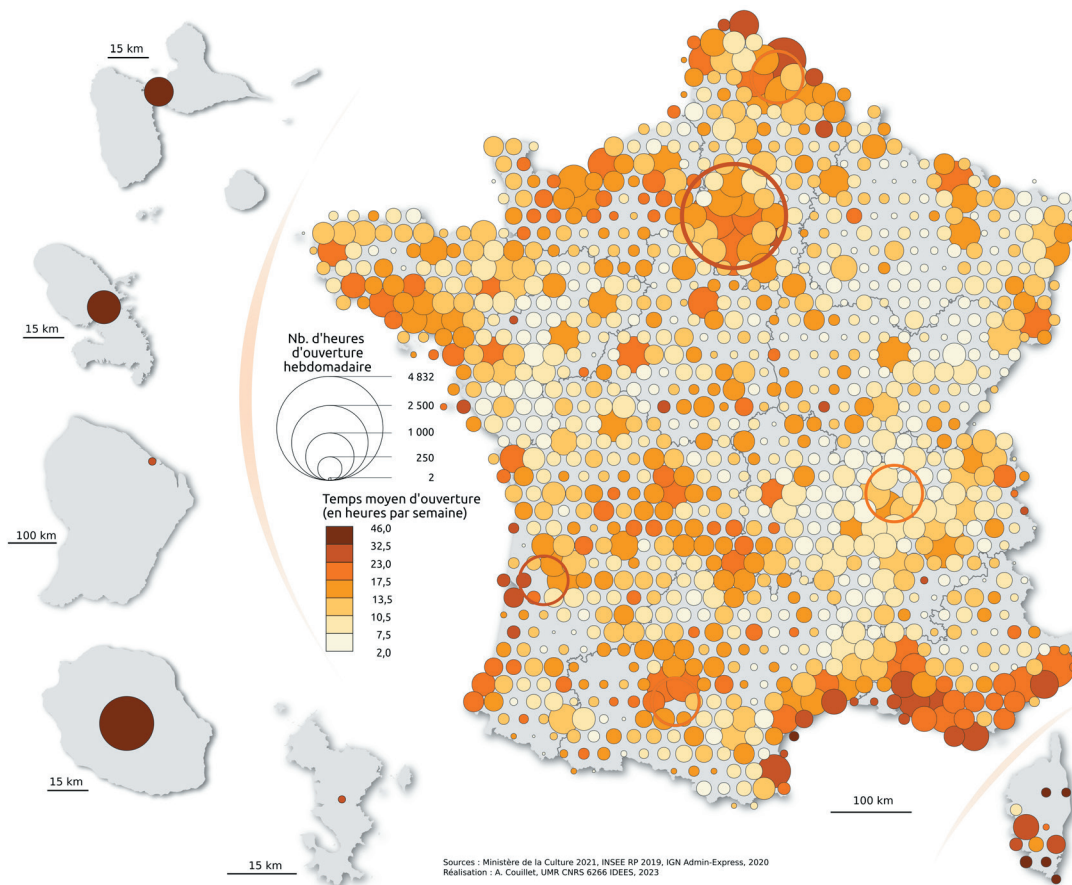 15 km
15 km
100 km
15 km
15 km
Nb. d'heures
d'ouverture
hebdomadaire
4 832
2 500
1 000
250
2
Temps moyen d'ouverture
(en heures par semaine)
46,0
32,5
23,0
17,5
13,5
10,5
7,5
2,0
100 km
Sources : Ministère de la Culture 2021, INSEE RP 2019, IGN Admin-Express, 2020
Réalisation : A. Couillet, UMR CNRS 6266 IDEES, 2023